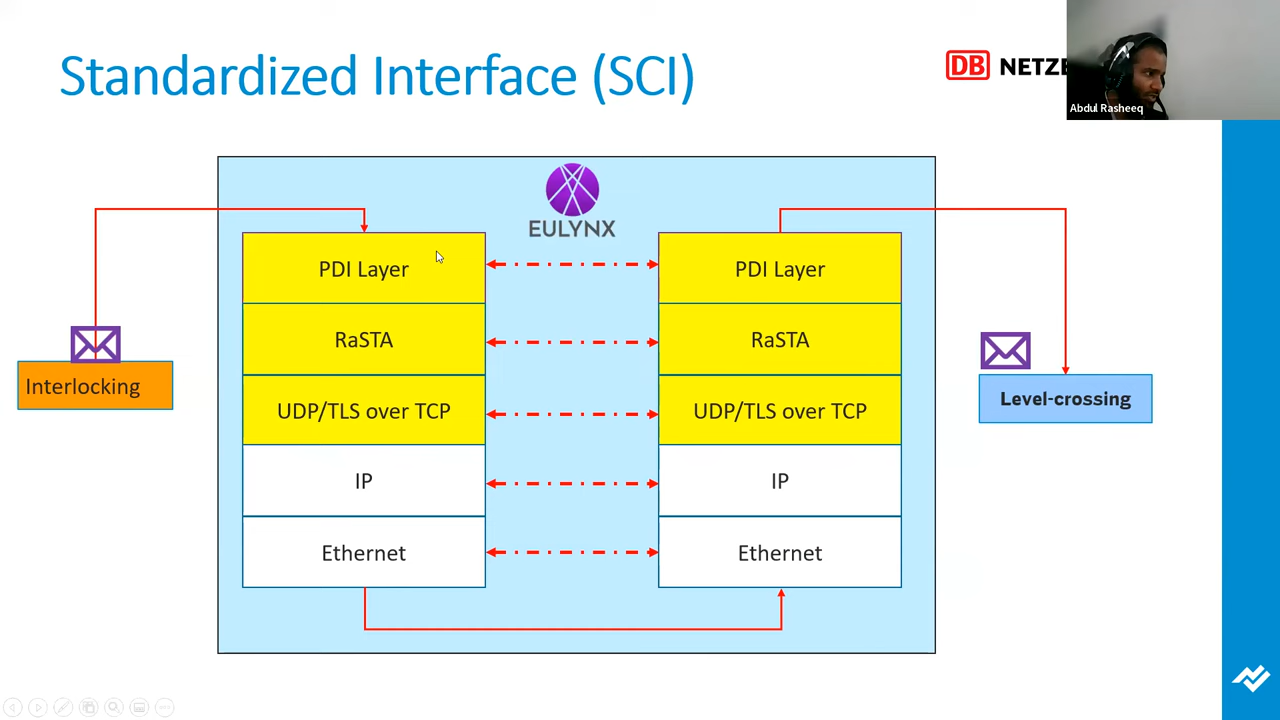 Standardized Interface (SCI)
DB NETZE
Abdul Rasheeq
EULYNX
PDI Layer
PDI Layer
RaSTA
RaSTA
Interlocking
Level-crossing
UDP/TLS over TCP
UDP/TLS over TCP
IP
IP
Ethernet
Ethernet